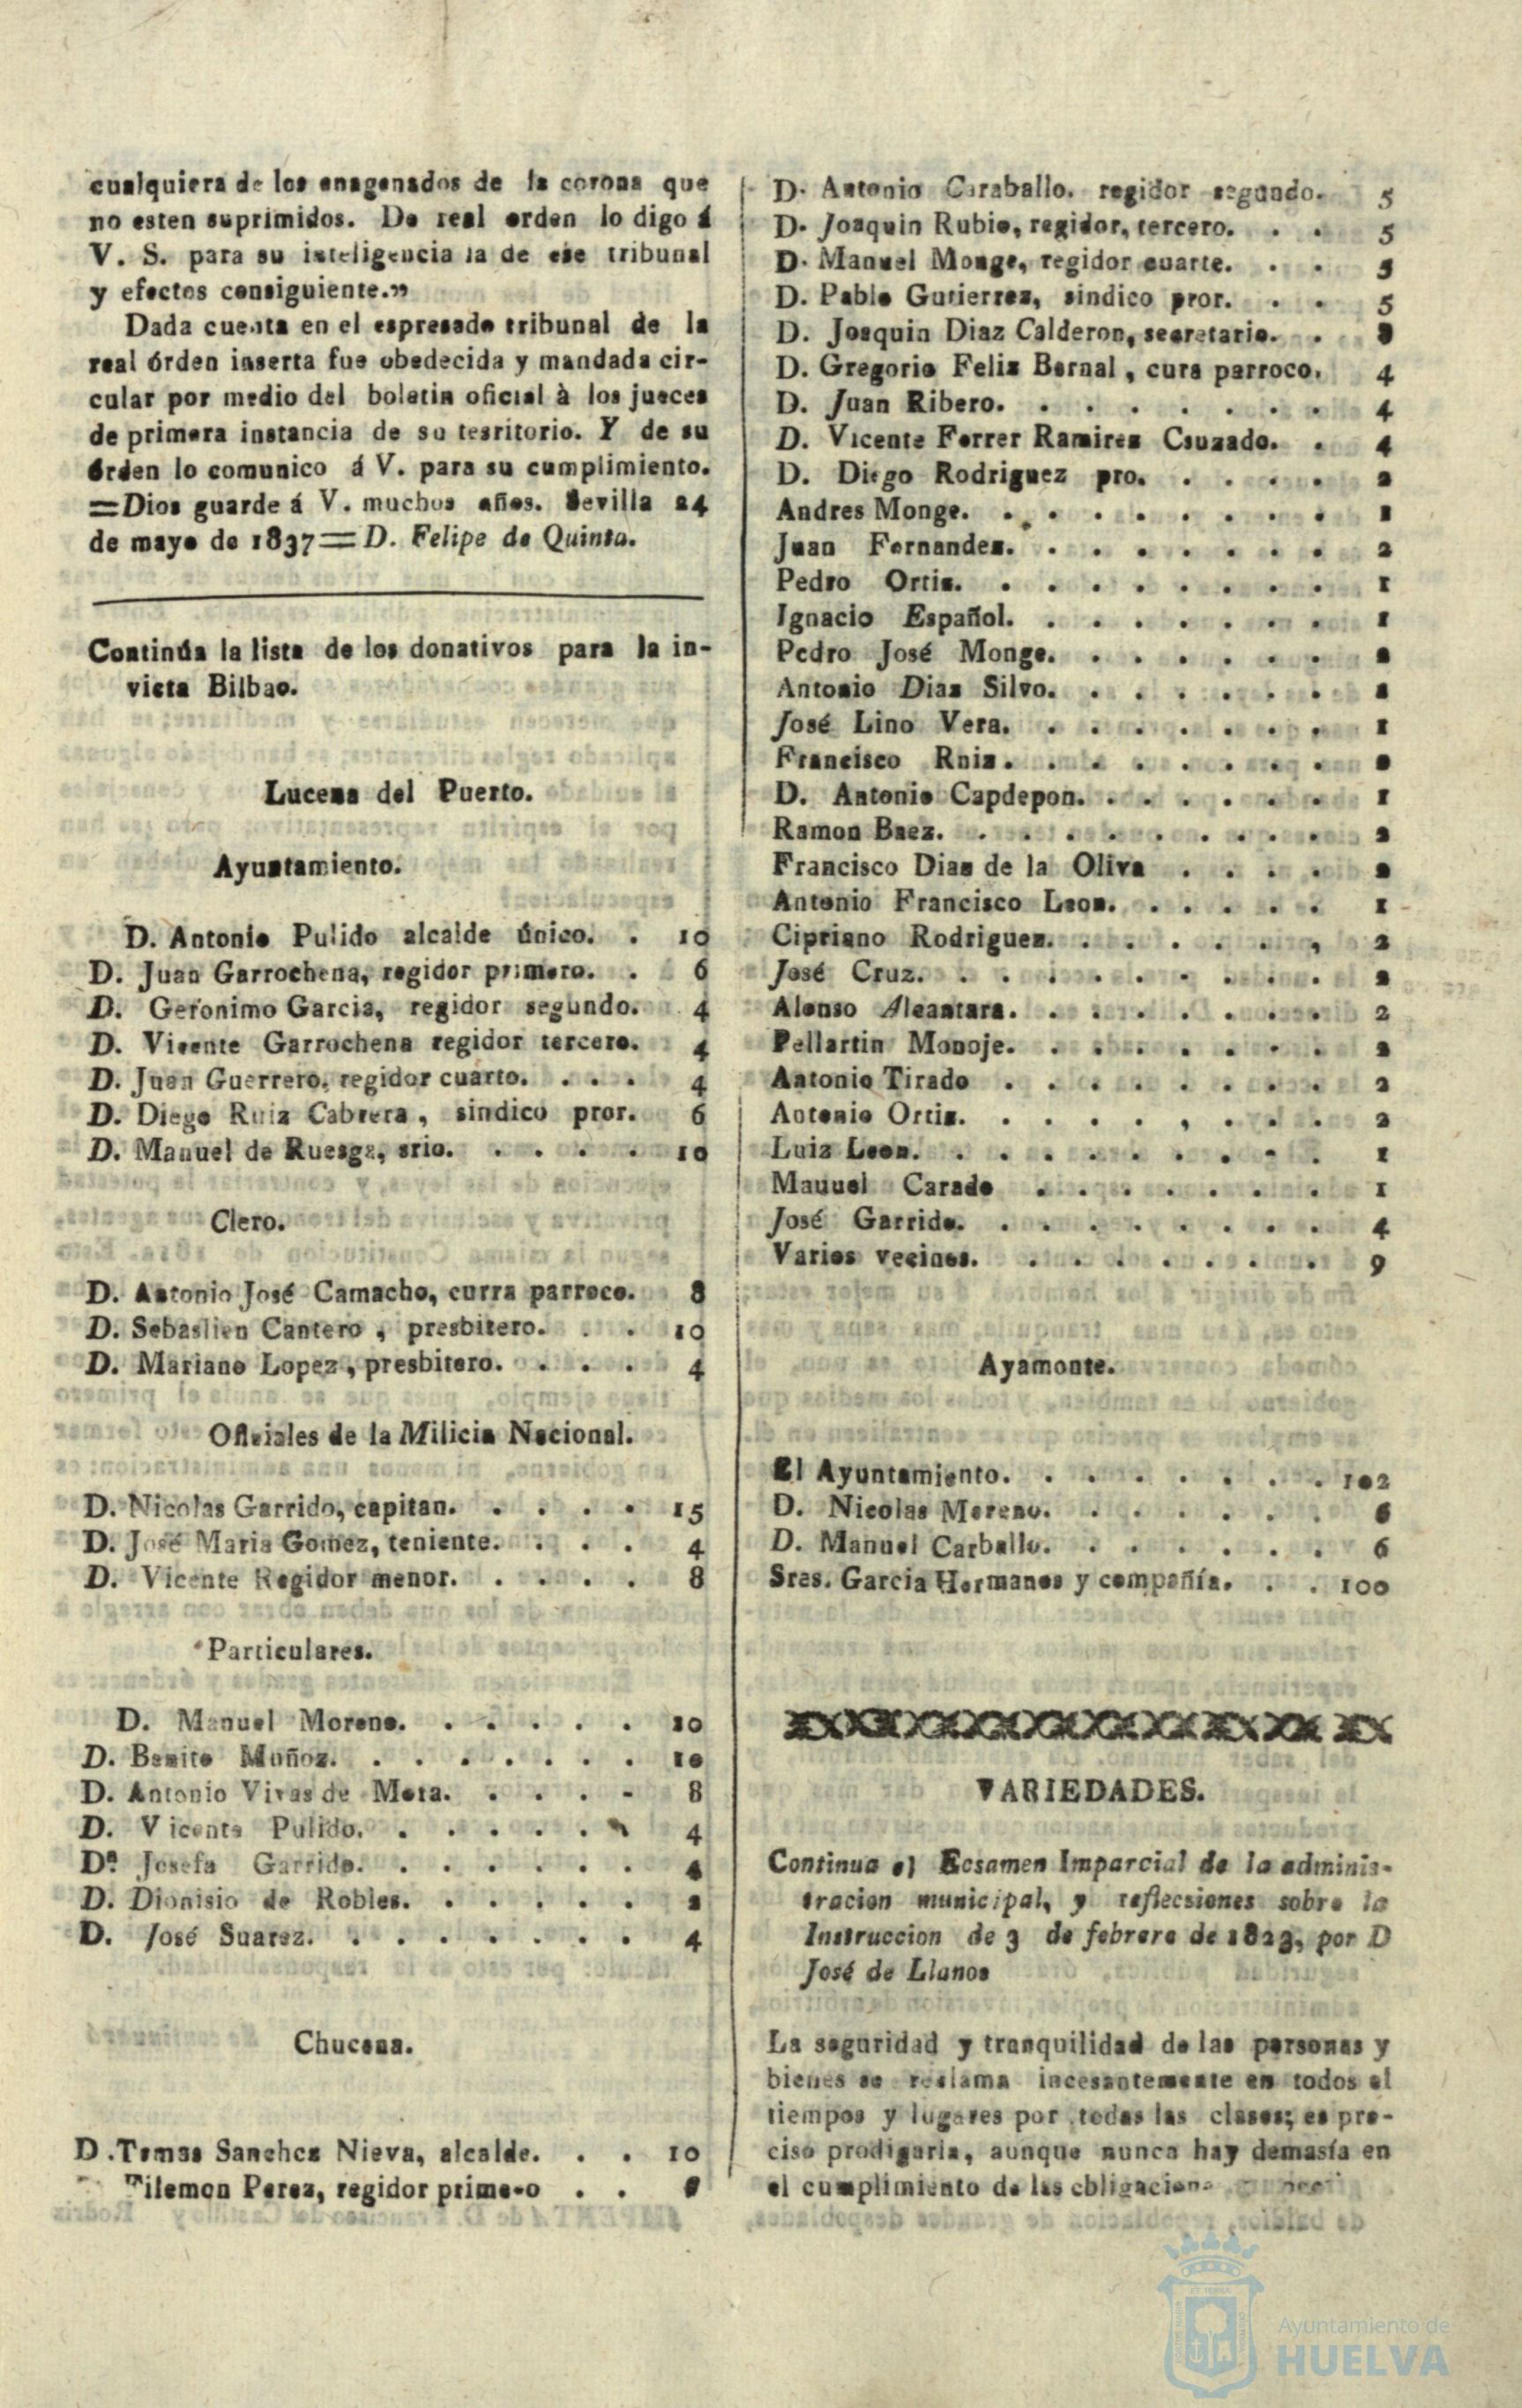 cualquiera de los enagenados de la corona que
no esten suprimidos. De real orden lo digo á
V. S. para su inteligencia la de ese tribunal
y efectos consiguiente.»
Dada cuenta en el espresado tribunal de la
real órden inserta fue obedecida y mandada cir-
cular por medio del boletin oficial à los jueces
de primera instancia de su tesritorio. Y de su
órden lo comunico á V. para su cumplimiento.
=Dios guarde á V. muchos años. Sevilla 24
de mayo de 1837=D. Felipe de Quinta.
Continúa la lista de los donativos para la in-
victa Bilbao.
Lucena del Puerto.
Ayuntamiento.
D. Antonio Pulido alcalde único. . 10
D. Juan Garrochena, regidor primero. . 6
D. Geronimo Garcia, regidor segundo. 4
D. Vicente Garrochena regidor tercero. 4
D. Juan Guerrero, regidor cuarto. . . . 4
D. Diego Ruiz Cabrera, sindico pror. 6
D. Manuel de Ruesga, srio. . . . . 10
Clero.
D. Antonio José Camacho, curra parroco. 8
D. Sebastien Cantero, presbitero. . . 10
D. Mariano Lopez, presbitero. . . . 4
Oficiales de la Milicia Nacional.
D. Nicolas Garrido, capitan. . . . . 15
D. José Maria Gomez, teniente. . . . 4
D. Vicente Regidor menor. . . . . 8
Particulares.
D. Manuel Moreno. . . . . . 10
D. Benito Muñoz. . . . . . . . 10
D. Antonio Vivas de Mora. . . . - 8
D. Vicente Pulido. . . . . . 4
Dª Josefa Garrido. . . . . . . 4
D. Dionisio de Robles. . . . . .
D. José Suarez. . . . . . . . 4
Chucena.
D .Tomas Sanchez Nieva, alcalde. . . 10
Filemon Perez, regidor primero . .
D. Antonio Caraballo. regidor segundo. 5
D. Joaquin Rubio, regidor, tercero. . . 5
D. Manuel Monge, regidor cuarto. . . 5
D. Pablo Gutierrez, sindico pror. . . 5
D. Joaquin Diaz Calderon, secretario. .
D. Gregorio Felix Bernal, cura parroco. 4
D. Juan Ribero. . . . . . . . 4
D. Vicente Ferrer Ramirez Cruzado. . 4
D. Diego Rodriguez pro. . . . . 2
Andres Monge. . . . . . . . .
Juan Fernandez. . . . . . . . 2
Pedro Ortiz. . . . . . . . . 1
Ignacio Español. . . . . . . . 1
Pedro José Monge. . . . . . .
Antonio Diaz Silvo. . . . . . .
José Lino Vera. . . . . . . . 1
Francisco Ruiz. . . . . . . .
D. Antonio Capdepon. . . . . . . 1
Ramon Baez. . . . . . . . . . 2
Francisco Dias de la Oliva . . . . 2
Antonio Francisco Leon. . . . . . 1
Cipriano Rodriguez. . . . . . , 2
José Cruz. . . . . . . . . . 2
Alonso Alcantara. . . . . . . . 2
Pellartin Monoje. . . . . . . . 2
Antonio Tirado . . . . . . . . 2
Antonio Ortiz. . . . . , . . . 2
Luiz Leon. . . . . . . . . . 1
Manuel Carado . . . . . . . 1
José Garrido. . . . . . . . . 4
Varios vecinos. . . . . . . . 9
Ayamonte.
El Ayuntamiento. . . . . . . . 102
D. Nicolas Moreno. . . . . . . 6
D. Manuel Carballo. . . . . . . 6
Sres. Garcia Hermanos y compañía. . . 100
VARIEDADES.
Continua el Ecsamen Imparcial de la adminis-
tracion municipal, y reflecsiones sobre la
Instruccion de 3 de febrero de 1823, por D
José de Llanos
La seguridad y tranquilidad de las personas y
bienes se reclama incesantemente en todos el
tiempos y lugares por todas las clases; es pre-
ciso prodigarla, aunque nunca hay demasía en
el cumplimiento de las
Ayuntamiento de
HUELVA